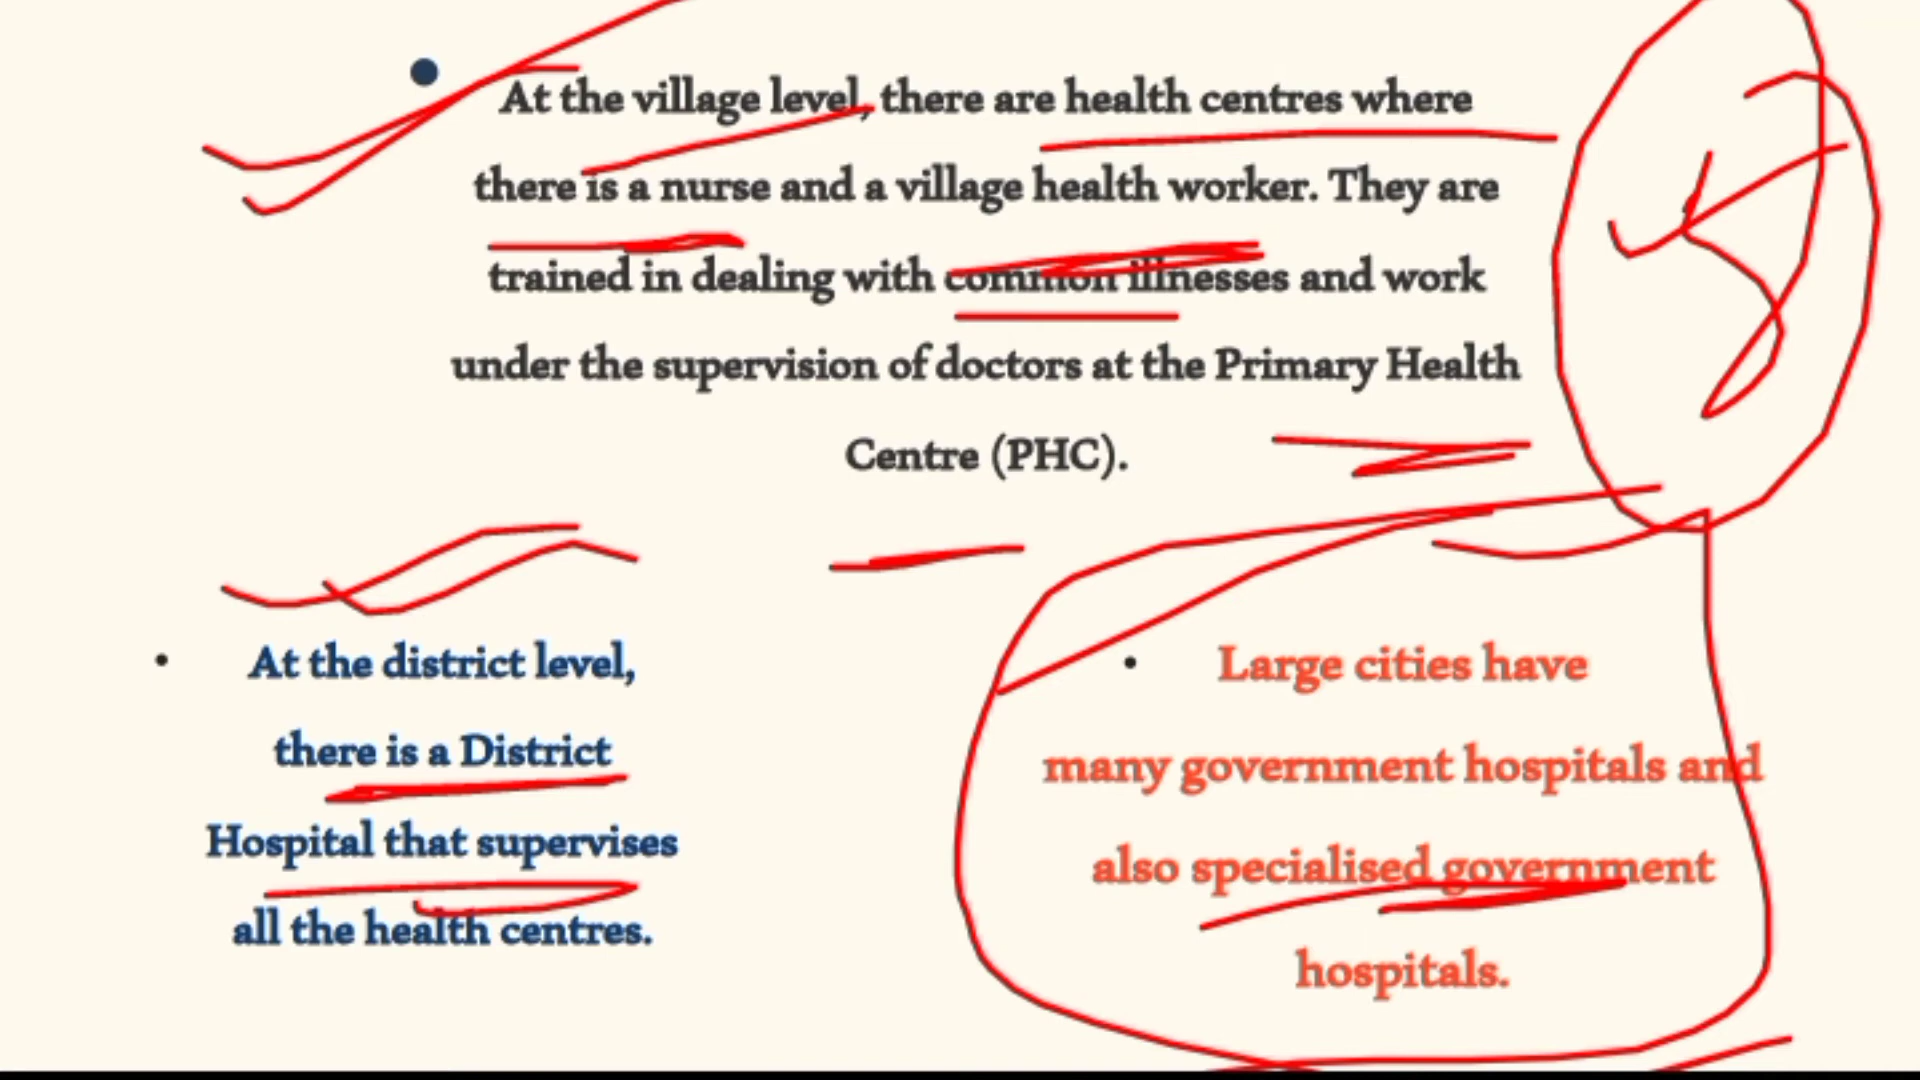 At the village level, there are health centres where
there is a nurse and a village health worker. They are
trained in dealing with common illnesses and work
under the supervision of doctors at the Primary Health
Centre (PHC).
At the district level,
there is a District
Hospital that supervises
all the health centres.
Large cities have
many government hospitals and
also specialised government
hospitals.